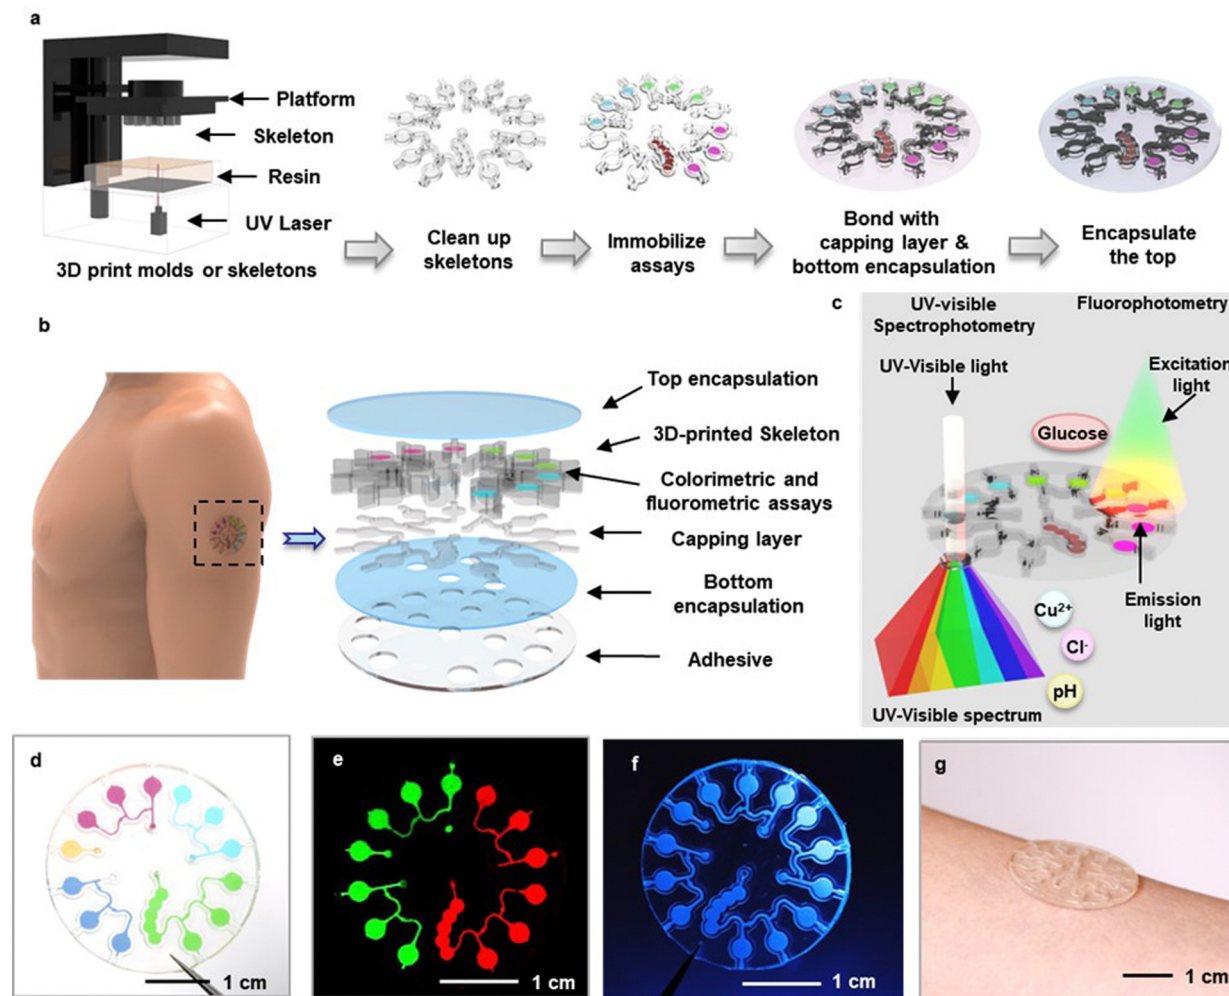 a
Platform
Skeleton
Resin
UV Laser
3D print molds or skeletons
Clean up
skeletons
Immobilize
assays
Bond with
capping layer &
bottom encapsulation
Encapsulate
the top
b
Top encapsulation
3D-printed Skeleton
Colorimetric and
fluorometric assays
Capping layer
Bottom
encapsulation
Adhesive
c
UV-visible
Spectrophotometry
Fluorophotometry
UV-Visible light
Excitation
light
Glucose
Emission
light
Cu²⁺
Cl⁻
pH
UV-Visible spectrum
d
1 cm
e
1 cm
f
1 cm
g
1 cm